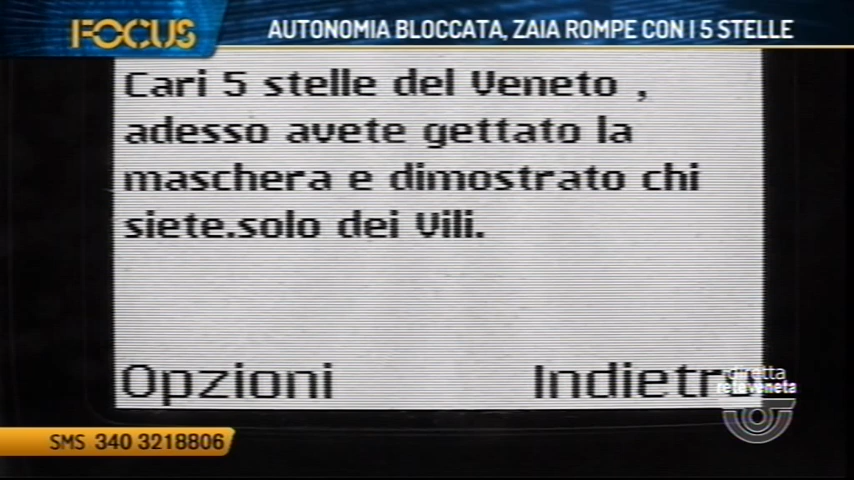 FOCUS
AUTONOMIA BLOCCATA, ZAIA ROMPE CON I 5 STELLE
Cari 5 stelle del Veneto ,
adesso avete gettato la
maschera e dimostrato chi
siete.solo dei Vili.
Opzioni
Indietro
diretta
reteveneta
SMS 340 3218806